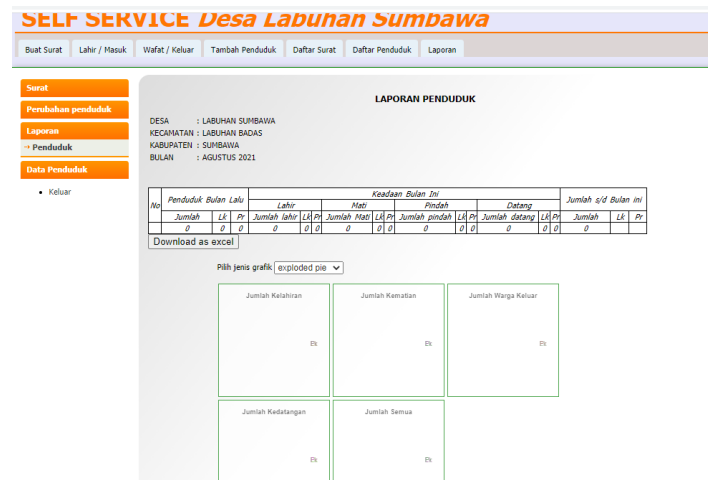 SELF SERVICE Desa Labuhan Sumbawa
Buat Surat Lahir / Masuk Wafat / Keluar Tambah Penduduk Daftar Surat Daftar Penduduk Laporan
Surat
Perubahan penduduk
Laporan
→ Penduduk
Data Penduduk
• Keluar
LAPORAN PENDUDUK
DESA : LABUHAN SUMBAWA
KECAMATAN : LABUHAN BADAS
KABUPATEN : SUMBAWA
BULAN : AGUSTUS 2021
No Penduduk Bulan Lalu Keadaan Bulan Ini Jumlah s/d Bulan ini
Lahir Mati Pindah Datang
Jumlah Lk Pr Jumlah lahir Lk Pr Jumlah Mati Lk Pr Jumlah pindah Lk Pr Jumlah datang Lk Pr Jumlah Lk Pr
0 0 0 0 0 0 0 0 0 0 0 0 0 0 0 0
Download as excel
Pilih jenis grafik exploded pie
Jumlah Kelahiran Jumlah Kematian Jumlah Warga Keluar
Jumlah Kedatangan Jumlah Semua